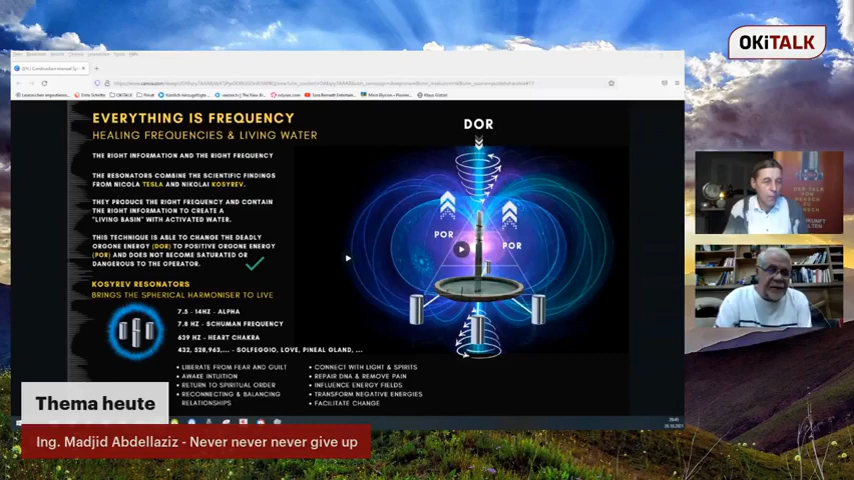 OKiTALK
EVERYTHING IS FREQUENCY
HEALING FREQUENCIES & LIVING WATER
THE RIGHT INFORMATION AND THE RIGHT FREQUENCY
THE RESONATORS COMBINE THE SCIENTIFIC FINDINGS
FROM NICOLA TESLA AND NIKOLAI KOSYREV.
THEY PRODUCE THE RIGHT FREQUENCY AND CONTAIN
THE RIGHT INFORMATION TO CREATE A
"LIVING BASIN" WITH ACTIVATED WATER.
THIS TECHNIQUE IS ABLE TO CHANGE THE DEADLY
ORGONE ENERGY (DOR) TO POSITIVE ORGONE ENERGY
(POR) AND DOES NOT BECOME SATURATED OR
DANGEROUS TO THE OPERATOR.
KOSYREV RESONATORS
BRINGS THE SPHERICAL HARMONISER TO LIFE
7.5 - 14HZ - ALPHA
7.8 HZ - SCHUMAN FREQUENCY
639 HZ - HEART CHAKRA
432, 528,963,... - SOLFEGGIO, LOVE, PINEAL GLAND, ...
• LIBERATE FROM FEAR AND GUILT
• AWAKE INTUITION
• RETURN TO SPIRITUAL ORDER
• RECONNECTING & BALANCING
RELATIONSHIPS
• CONNECT WITH LIGHT & SPIRITS
• REPAIR DNA & REMOVE PAIN
• INFLUENCE ENERGY FIELDS
• TRANSFORM NEGATIVE ENERGIES
• FACILITATE CHANGE
DOR
POR
POR
Thema heute
Ing. Madjid Abdellaziz - Never never never give up